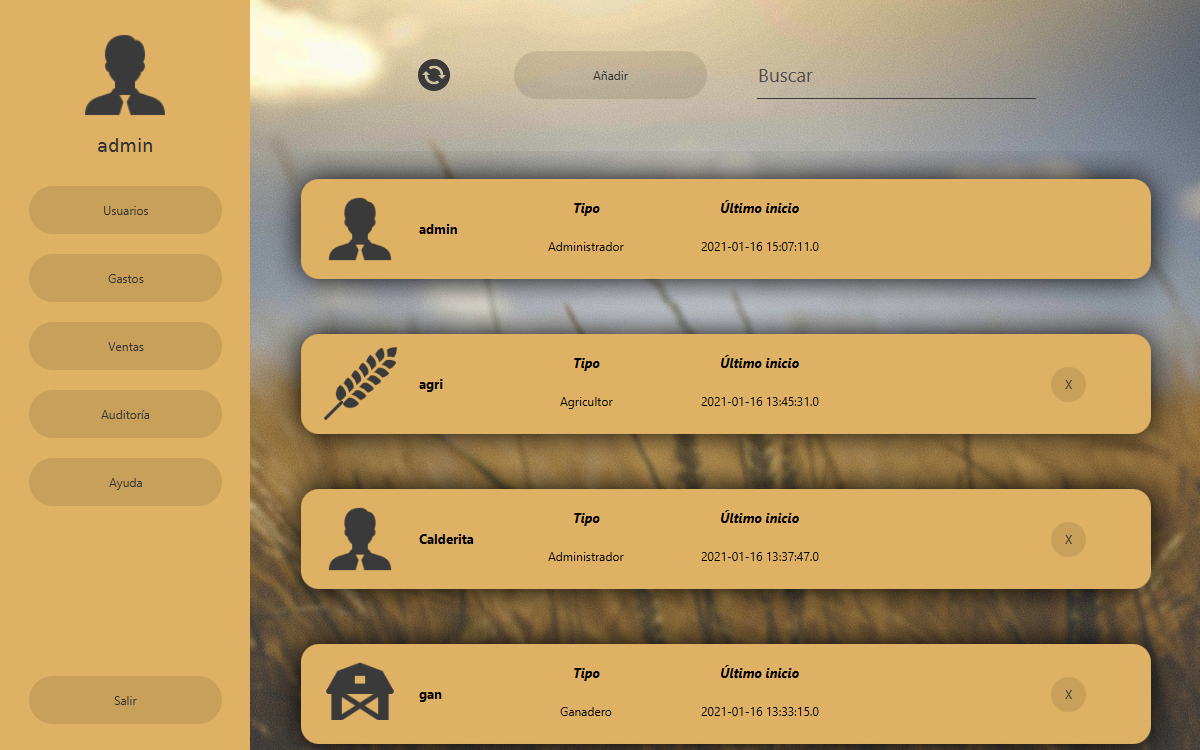 admin
Usuarios
Gastos
Ventas
Auditoría
Ayuda
Salir
Añadir
Buscar
admin
Tipo
Administrador
Último inicio
2021-01-16 15:07:11.0
agri
Tipo
Agricultor
Último inicio
2021-01-16 13:45:31.0
X
Calderita
Tipo
Administrador
Último inicio
2021-01-16 13:37:47.0
X
gan
Tipo
Ganadero
Último inicio
2021-01-16 13:33:15.0
X